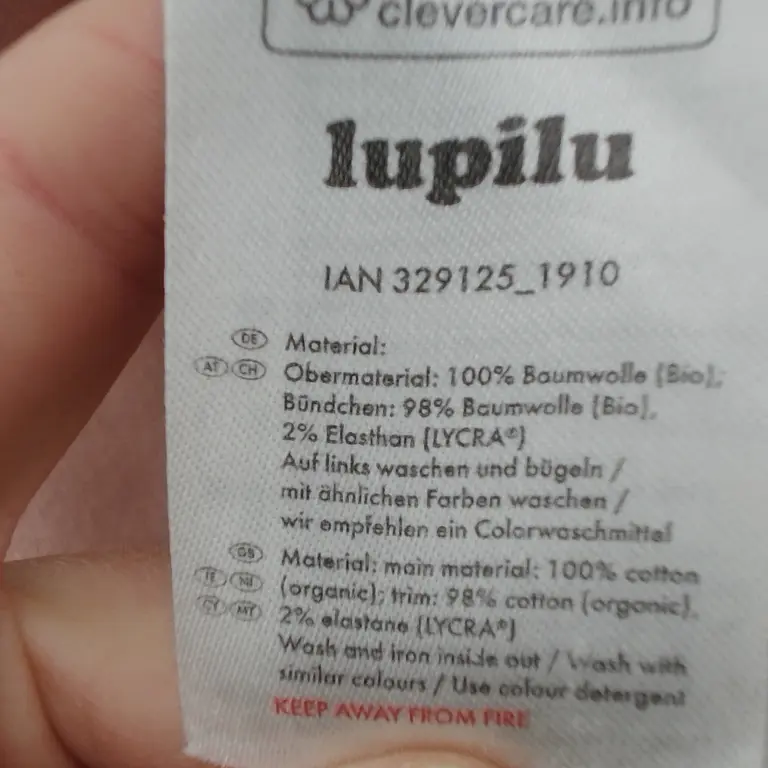 clevercare.info
lupilu
IAN 329125_1910
DE Material:
AT CH Obermaterial: 100% Baumwolle (Bio);
Bündchen: 98% Baumwolle (Bio),
2% Elasthan (LYCRA®)
Auf links waschen und bügeln /
mit ähnlichen Farben waschen /
wir empfehlen ein Colorwaschmittel
GB Material: main material: 100% cotton
IE NI (organic); trim: 98% cotton (organic),
CY MT 2% elastane (LYCRA®)
Wash and iron inside out / Wash with
similar colours / Use colour detergent
KEEP AWAY FROM FIRE